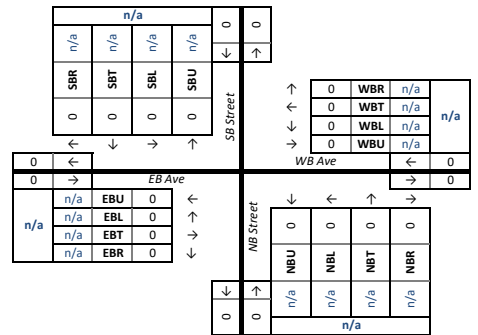 n/a
0 0
n/a n/a n/a n/a
↓ ↑
SBR SBT SBL SBU
SB Street
0 0 0 0
↑ 0 WBR n/a
← 0 WBT n/a
n/a
↓ 0 WBL n/a
→ 0 WBU n/a
← ↓ → ↑
0 ←
WB Ave
← 0
0 →
EB Ave
→ 0
n/a EBU 0 ←
n/a EBL 0 ↑
n/a
n/a EBT 0 →
n/a EBR 0 ↓
NB Street
↓ ← ↑ →
0 0 0 0
NBU NBL NBT NBR
↓ ↑
n/a n/a n/a n/a
0 0
n/a